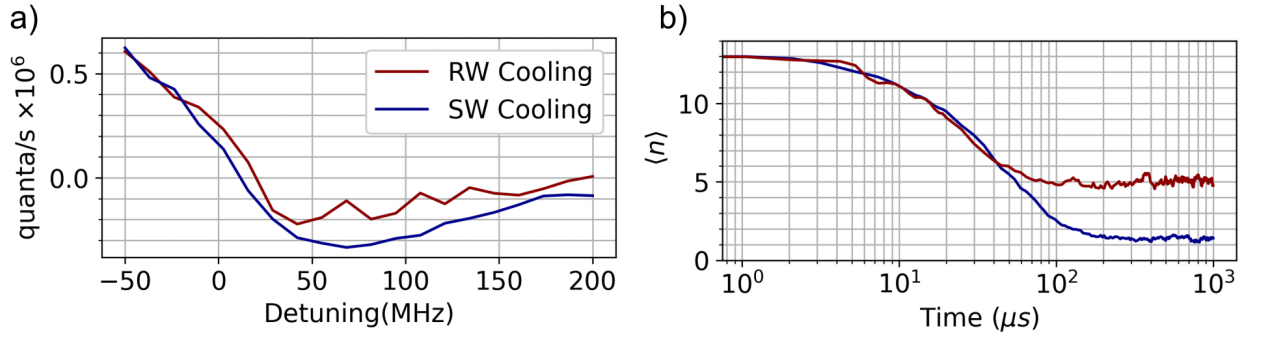 a)
quanta/s ×10⁶
0.5
0.0
−50
0
50
100
150
200
Detuning(MHz)
RW Cooling
SW Cooling
b)
⟨n⟩
10
5
0
10⁰
10¹
10²
10³
Time (μs)